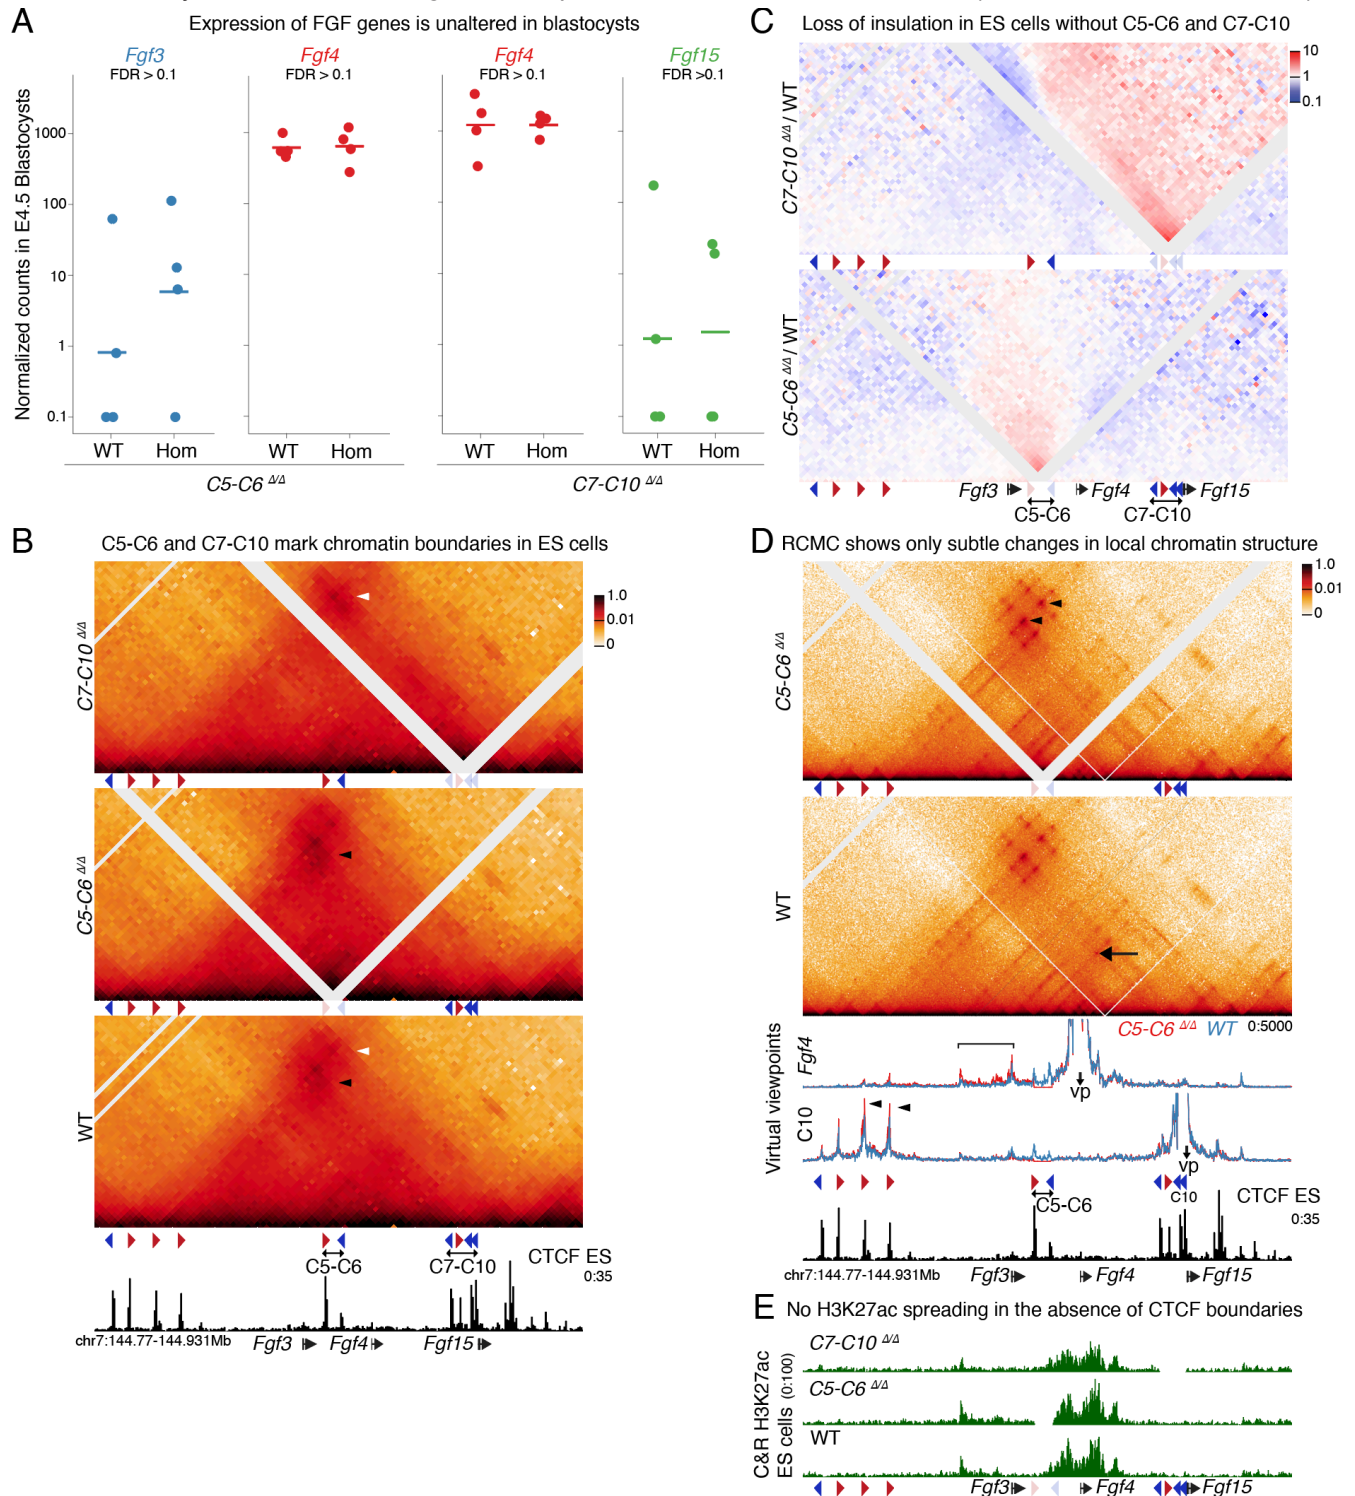 A
Expression of FGF genes is unaltered in blastocysts
Fgf3
FDR > 0.1
Fgf4
FDR > 0.1
Fgf4
FDR > 0.1
Fgf15
FDR >0.1
Normalized counts in E4.5 Blastocysts
1000
100
10
1
0.1
WT Hom WT Hom WT Hom WT Hom
C5-C6 Δ/Δ
C7-C10 Δ/Δ
B
C5-C6 and C7-C10 mark chromatin boundaries in ES cells
C7-C10 Δ/Δ
1.0
0.01
0
C5-C6 Δ/Δ
WT
C5-C6
C7-C10
CTCF ES
0:35
chr7:144.77-144.931Mb
Fgf3
Fgf4
Fgf15
C
Loss of insulation in ES cells without C5-C6 and C7-C10
C7-C10 Δ/Δ / WT
10
1
0.1
C5-C6 Δ/Δ / WT
Fgf3
Fgf4
Fgf15
C5-C6
C7-C10
D
RCMC shows only subtle changes in local chromatin structure
C5-C6 Δ/Δ
1.0
0.01
0
WT
C5-C6 Δ/Δ WT 0:5000
Virtual viewpoints
Fgf4
vp
C10
vp
C5-C6
C10
CTCF ES
0:35
chr7:144.77-144.931Mb
Fgf3
Fgf4
Fgf15
E
No H3K27ac spreading in the absence of CTCF boundaries
C&R H3K27ac
ES cells (0:100)
C7-C10 Δ/Δ
C5-C6 Δ/Δ
WT
Fgf3
Fgf4
Fgf15